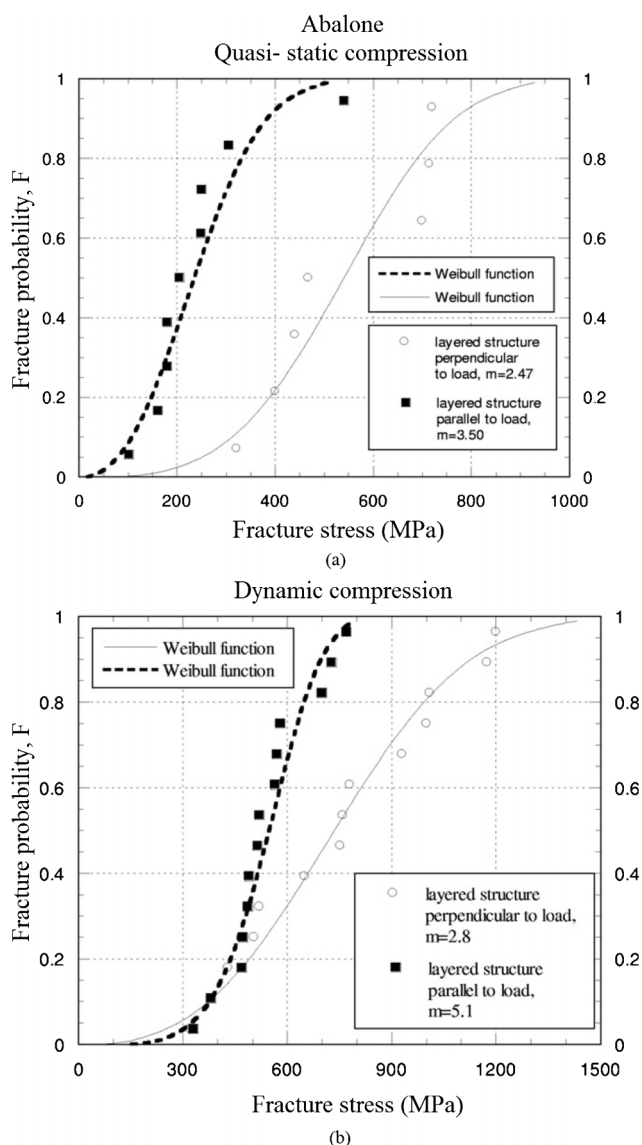 Abalone
Quasi- static compression
1
0.8
0.6
0.4
0.2
0
1
0.8
0.6
0.4
0.2
0
Fracture probability, F
Weibull function
Weibull function
layered structure
perpendicular
to load, m=2.47
layered structure
parallel to load,
m=3.50
0 200 400 600 800 1000
Fracture stress (MPa)
(a)
Dynamic compression
1
0.8
0.6
0.4
0.2
0
1
0.8
0.6
0.4
0.2
0
Fracture probability, F
Weibull function
Weibull function
layered structure
perpendicular to load,
m=2.8
layered structure
parallel to load,
m=5.1
0 300 600 900 1200 1500
Fracture stress (MPa)
(b)